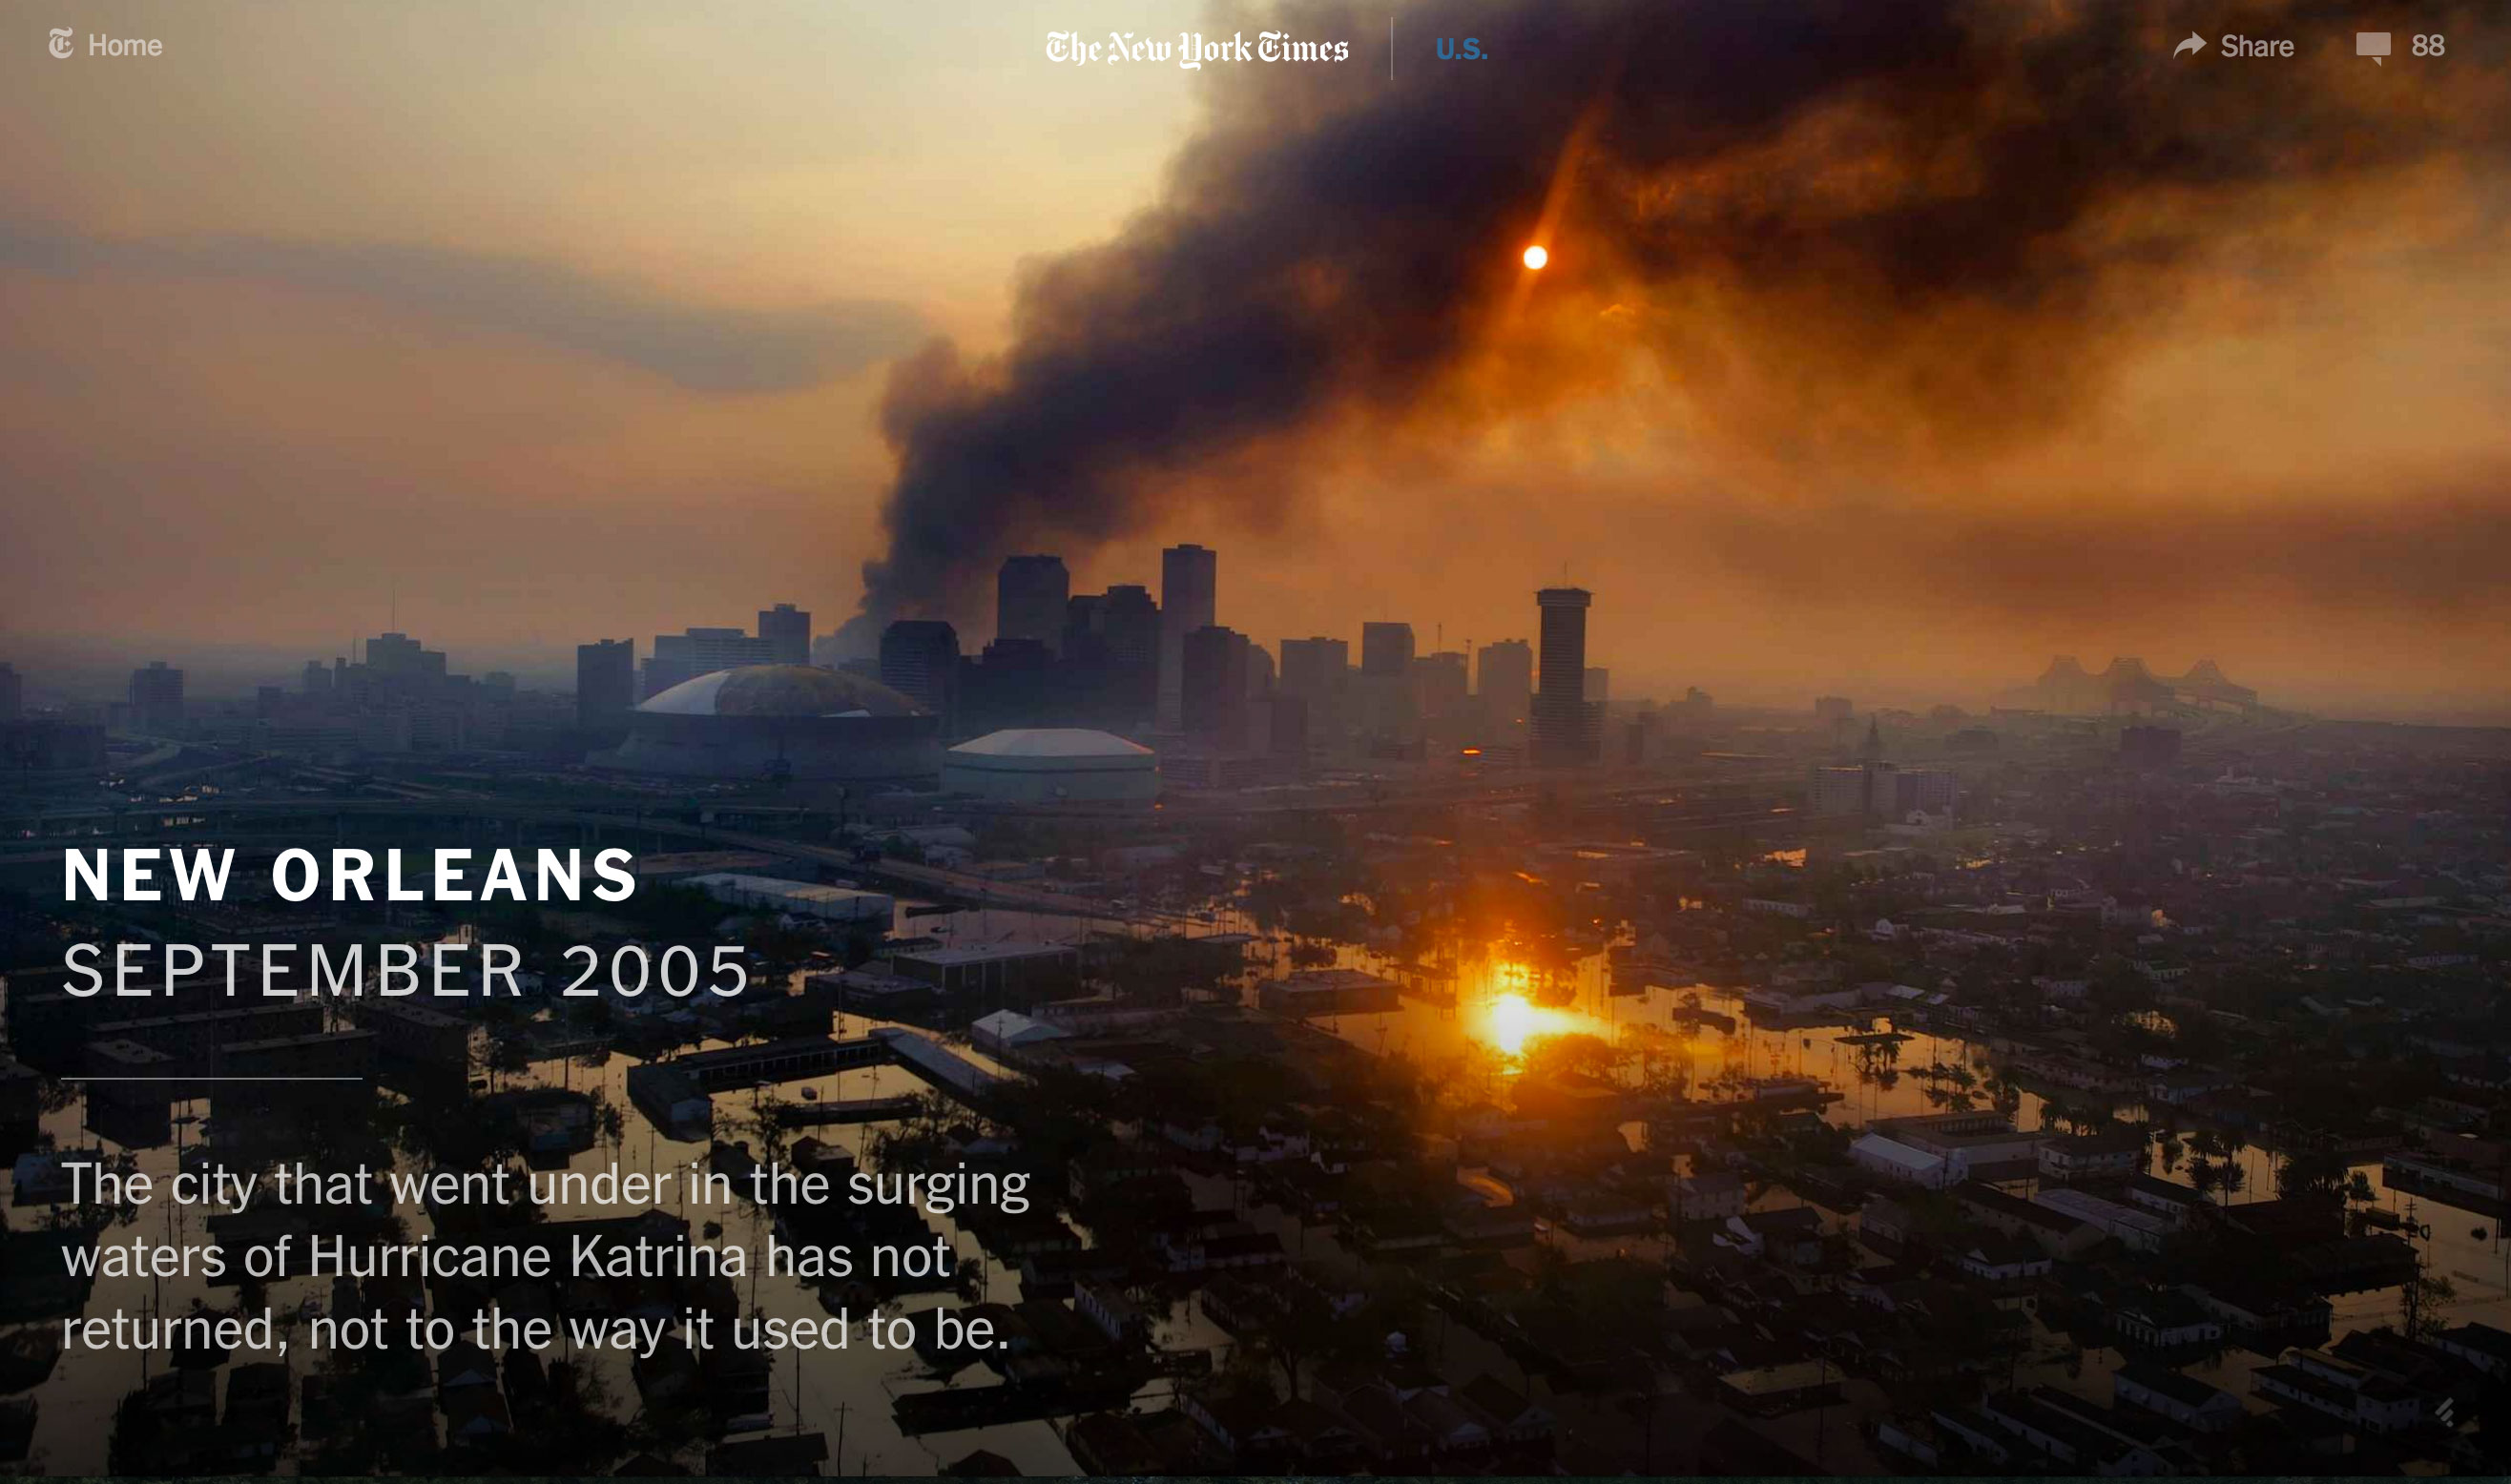 Home
The New York Times
U.S.
Share
88
NEW ORLEANS
SEPTEMBER 2005
The city that went under in the surging
waters of Hurricane Katrina has not
returned, not to the way it used to be.